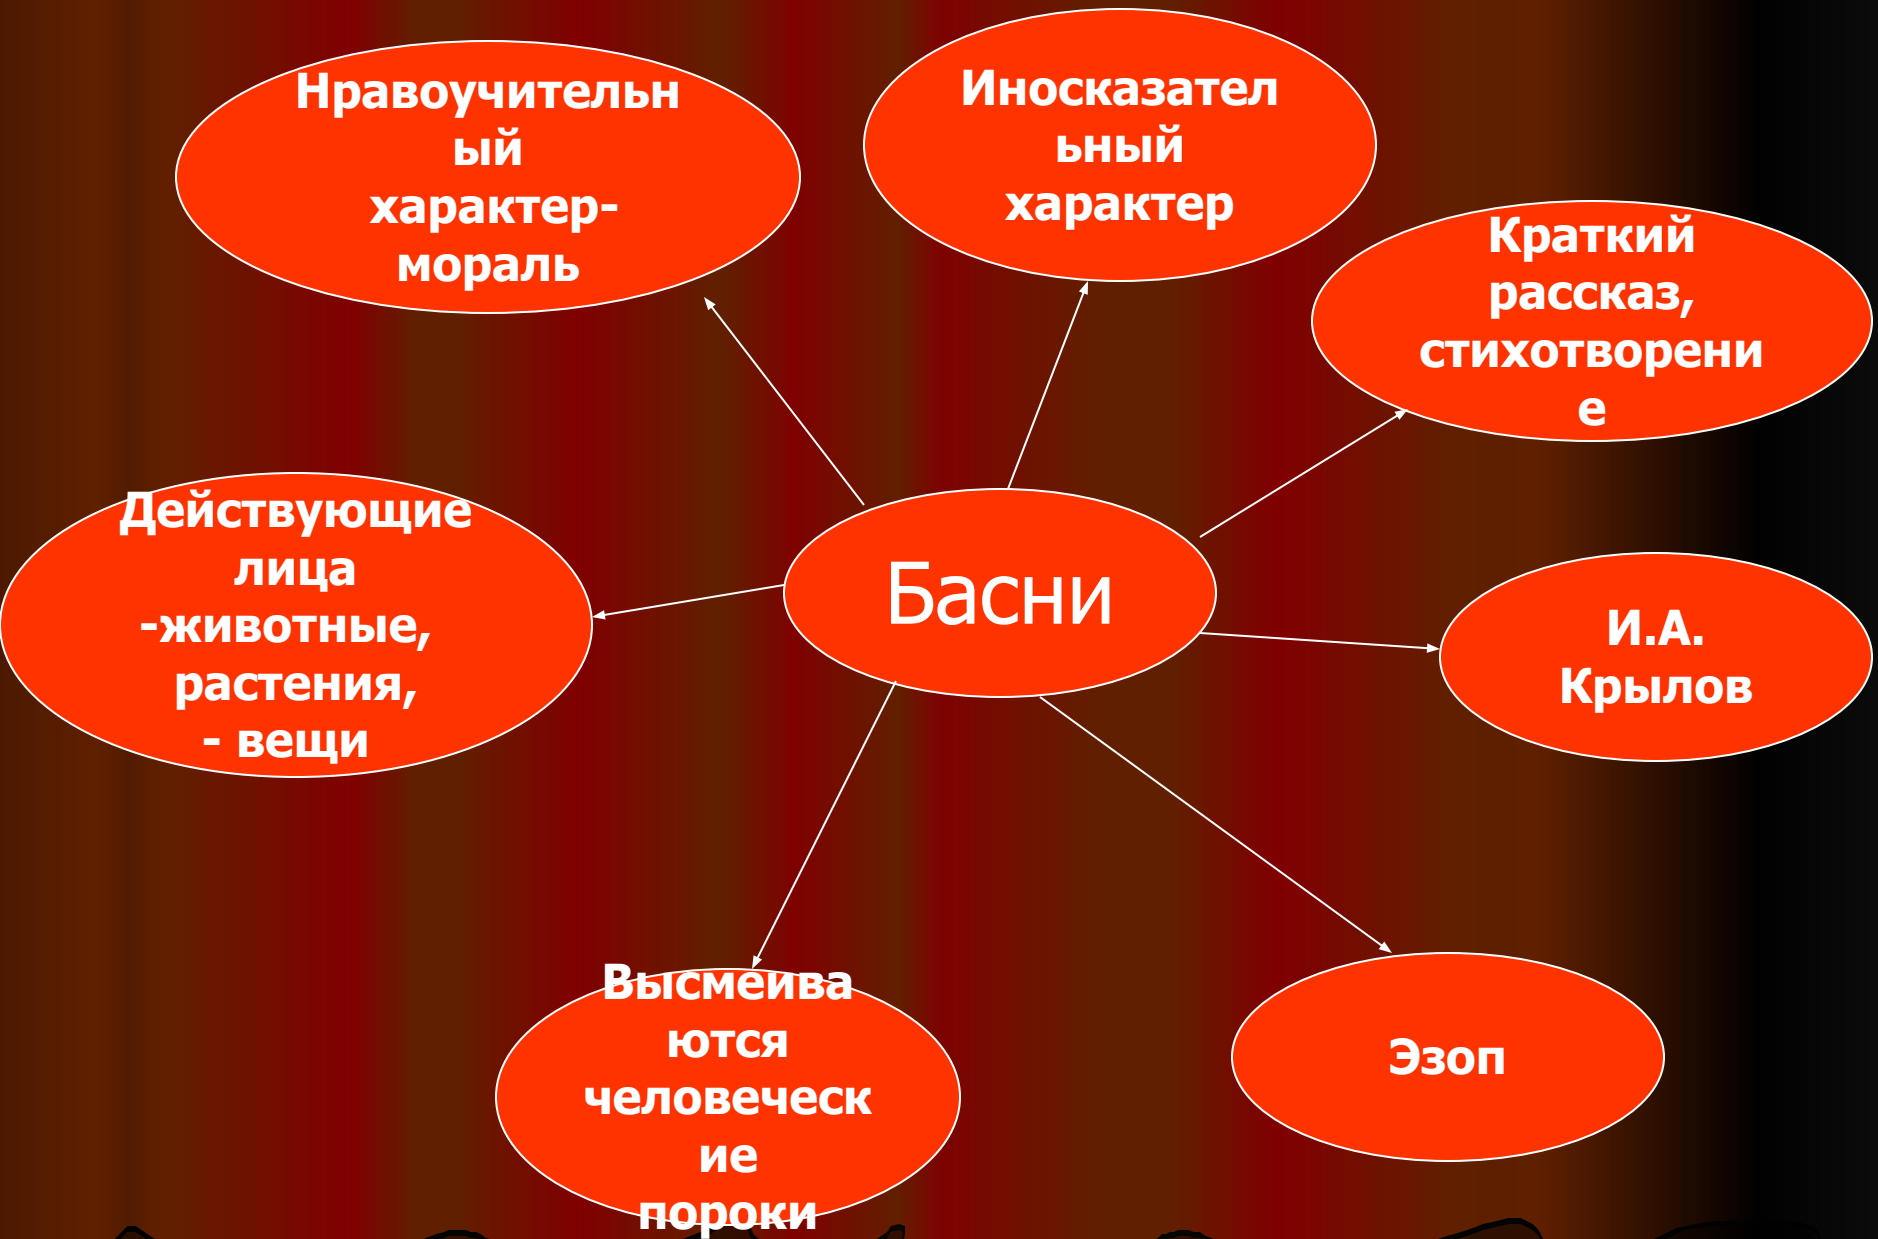 Нравоучительн
ый
характер-
мораль
Иносказател
ьный
характер
Краткий
рассказ,
стихотворени
е
Действующие
лица
-животные,
растения,
- вещи
Басни
И.А.
Крылов
Высмеива
ются
человеческ
ие
пороки
Эзоп